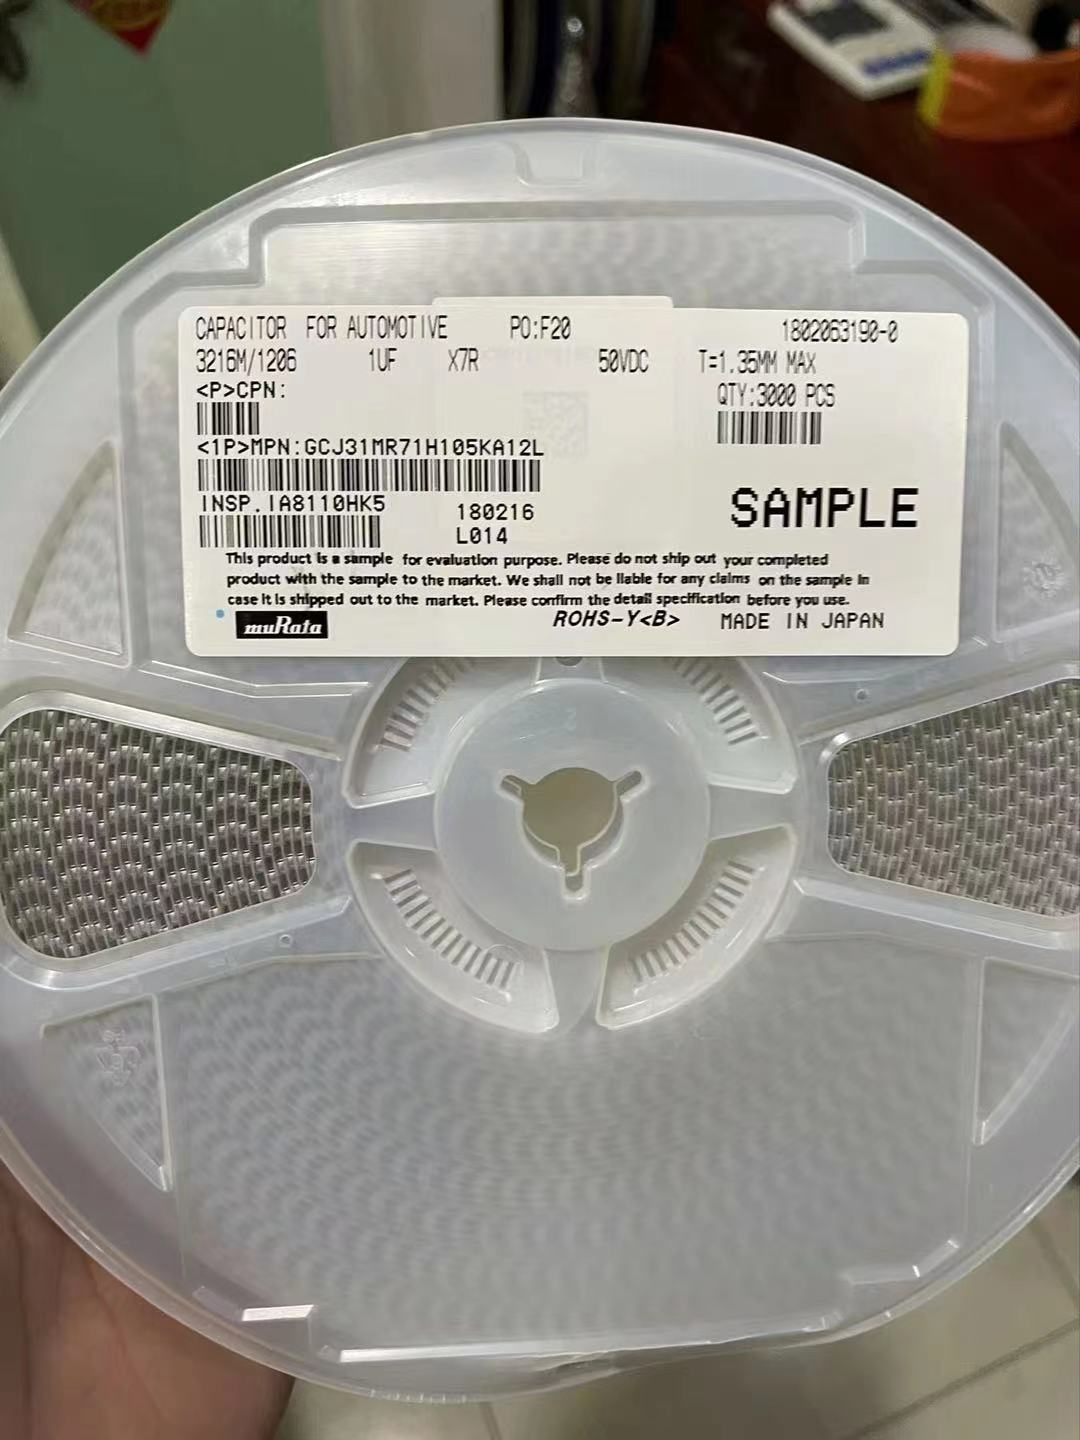 CAPACITOR FOR AUTOMOTIVE PO:F20 1802063190-0
3216M/1206 1UF X7R 50VDC T=1.35MM MAX
<P>CPN: QTY:3000 PCS
<1P>MPN:GCJ31MR71H105KA12L
INSP.IA8110HK5 180216 SAMPLE
L014
This product is a sample for evaluation purpose. Please do not ship out your completed
product with the sample to the market. We shall not be liable for any claims on the sample in
case it is shipped out to the market. Please confirm the detail specification before you use.
muRata ROHS-Y<B> MADE IN JAPAN